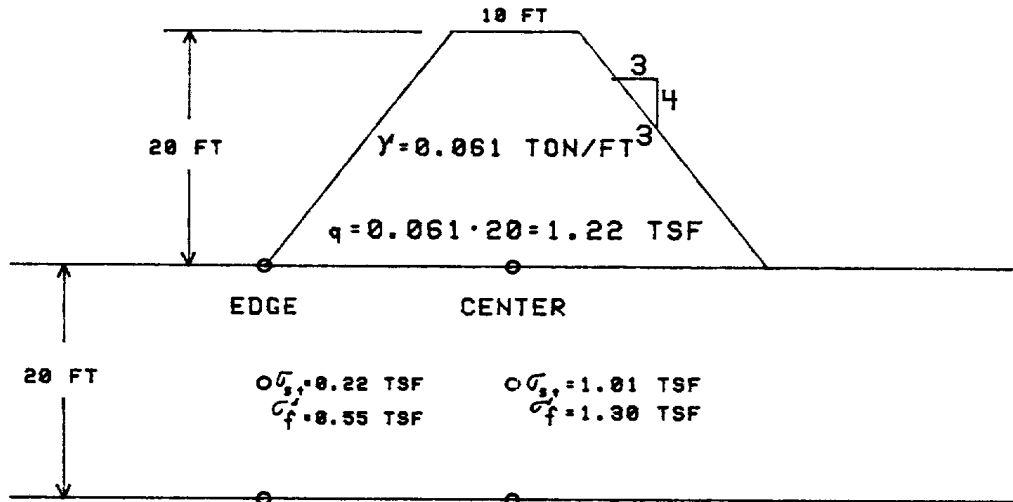 10 FT
3
4
20 FT
γ=0.061 TON/FT³
q=0.061·20=1.22 TSF
EDGE
CENTER
20 FT
σst=0.22 TSF
σ'f=0.55 TSF
σst=1.01 TSF
σ'f=1.30 TSF